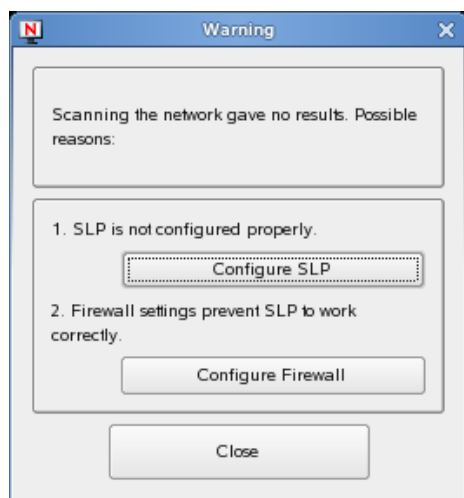 N
Warning
Scanning the network gave no results. Possible
reasons:
1. SLP is not configured properly.
Configure SLP
2. Firewall settings prevent SLP to work
correctly.
Configure Firewall
Close